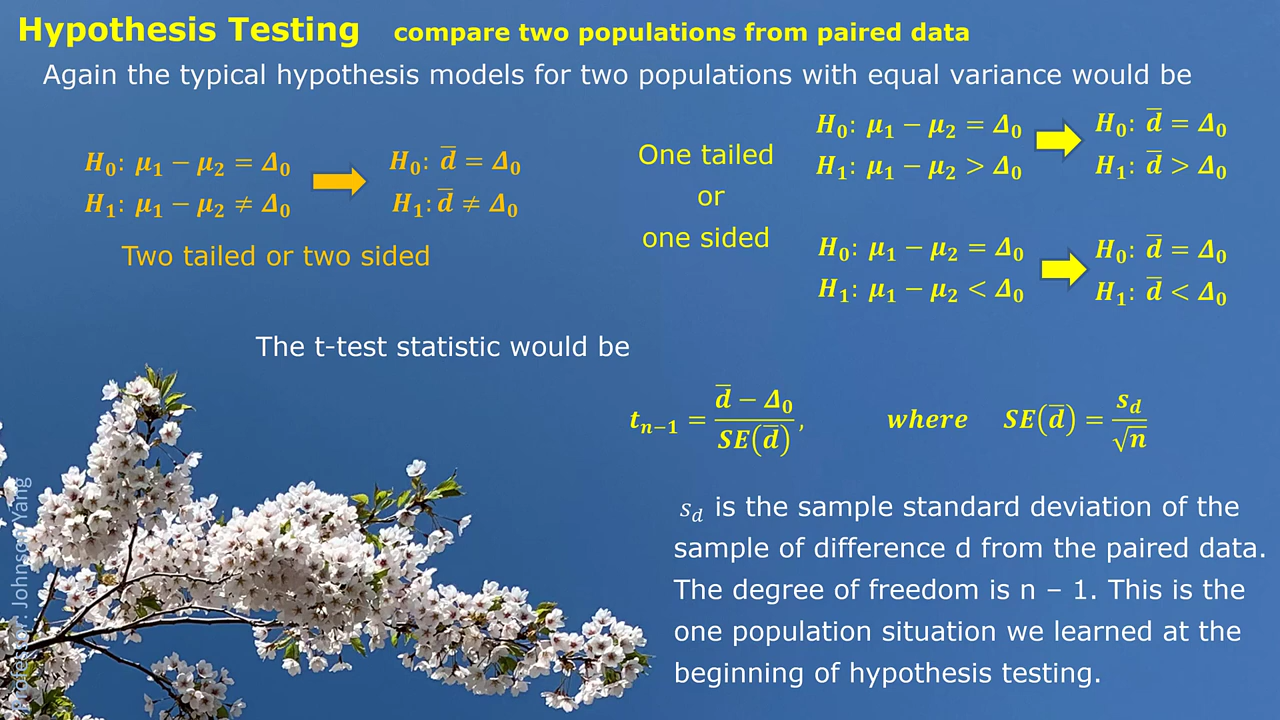 Hypothesis Testing compare two populations from paired data
Again the typical hypothesis models for two populations with equal variance would be
H₀: μ₁ − μ₂ = Δ₀
H₁: μ₁ − μ₂ ≠ Δ₀
H₀: d̅ = Δ₀
H₁: d̅ ≠ Δ₀
Two tailed or two sided
One tailed
or
one sided
H₀: μ₁ − μ₂ = Δ₀
H₁: μ₁ − μ₂ > Δ₀
H₀: d̅ = Δ₀
H₁: d̅ > Δ₀
H₀: μ₁ − μ₂ = Δ₀
H₁: μ₁ − μ₂ < Δ₀
H₀: d̅ = Δ₀
H₁: d̅ < Δ₀
The t-test statistic would be
tₙ₋₁ = (d̅ − Δ₀) / SE(d̅), where SE(d̅) = s_d / √n
s_d is the sample standard deviation of the
sample of difference d from the paired data.
The degree of freedom is n – 1. This is the
one population situation we learned at the
beginning of hypothesis testing.
Professor: Johnson Yang